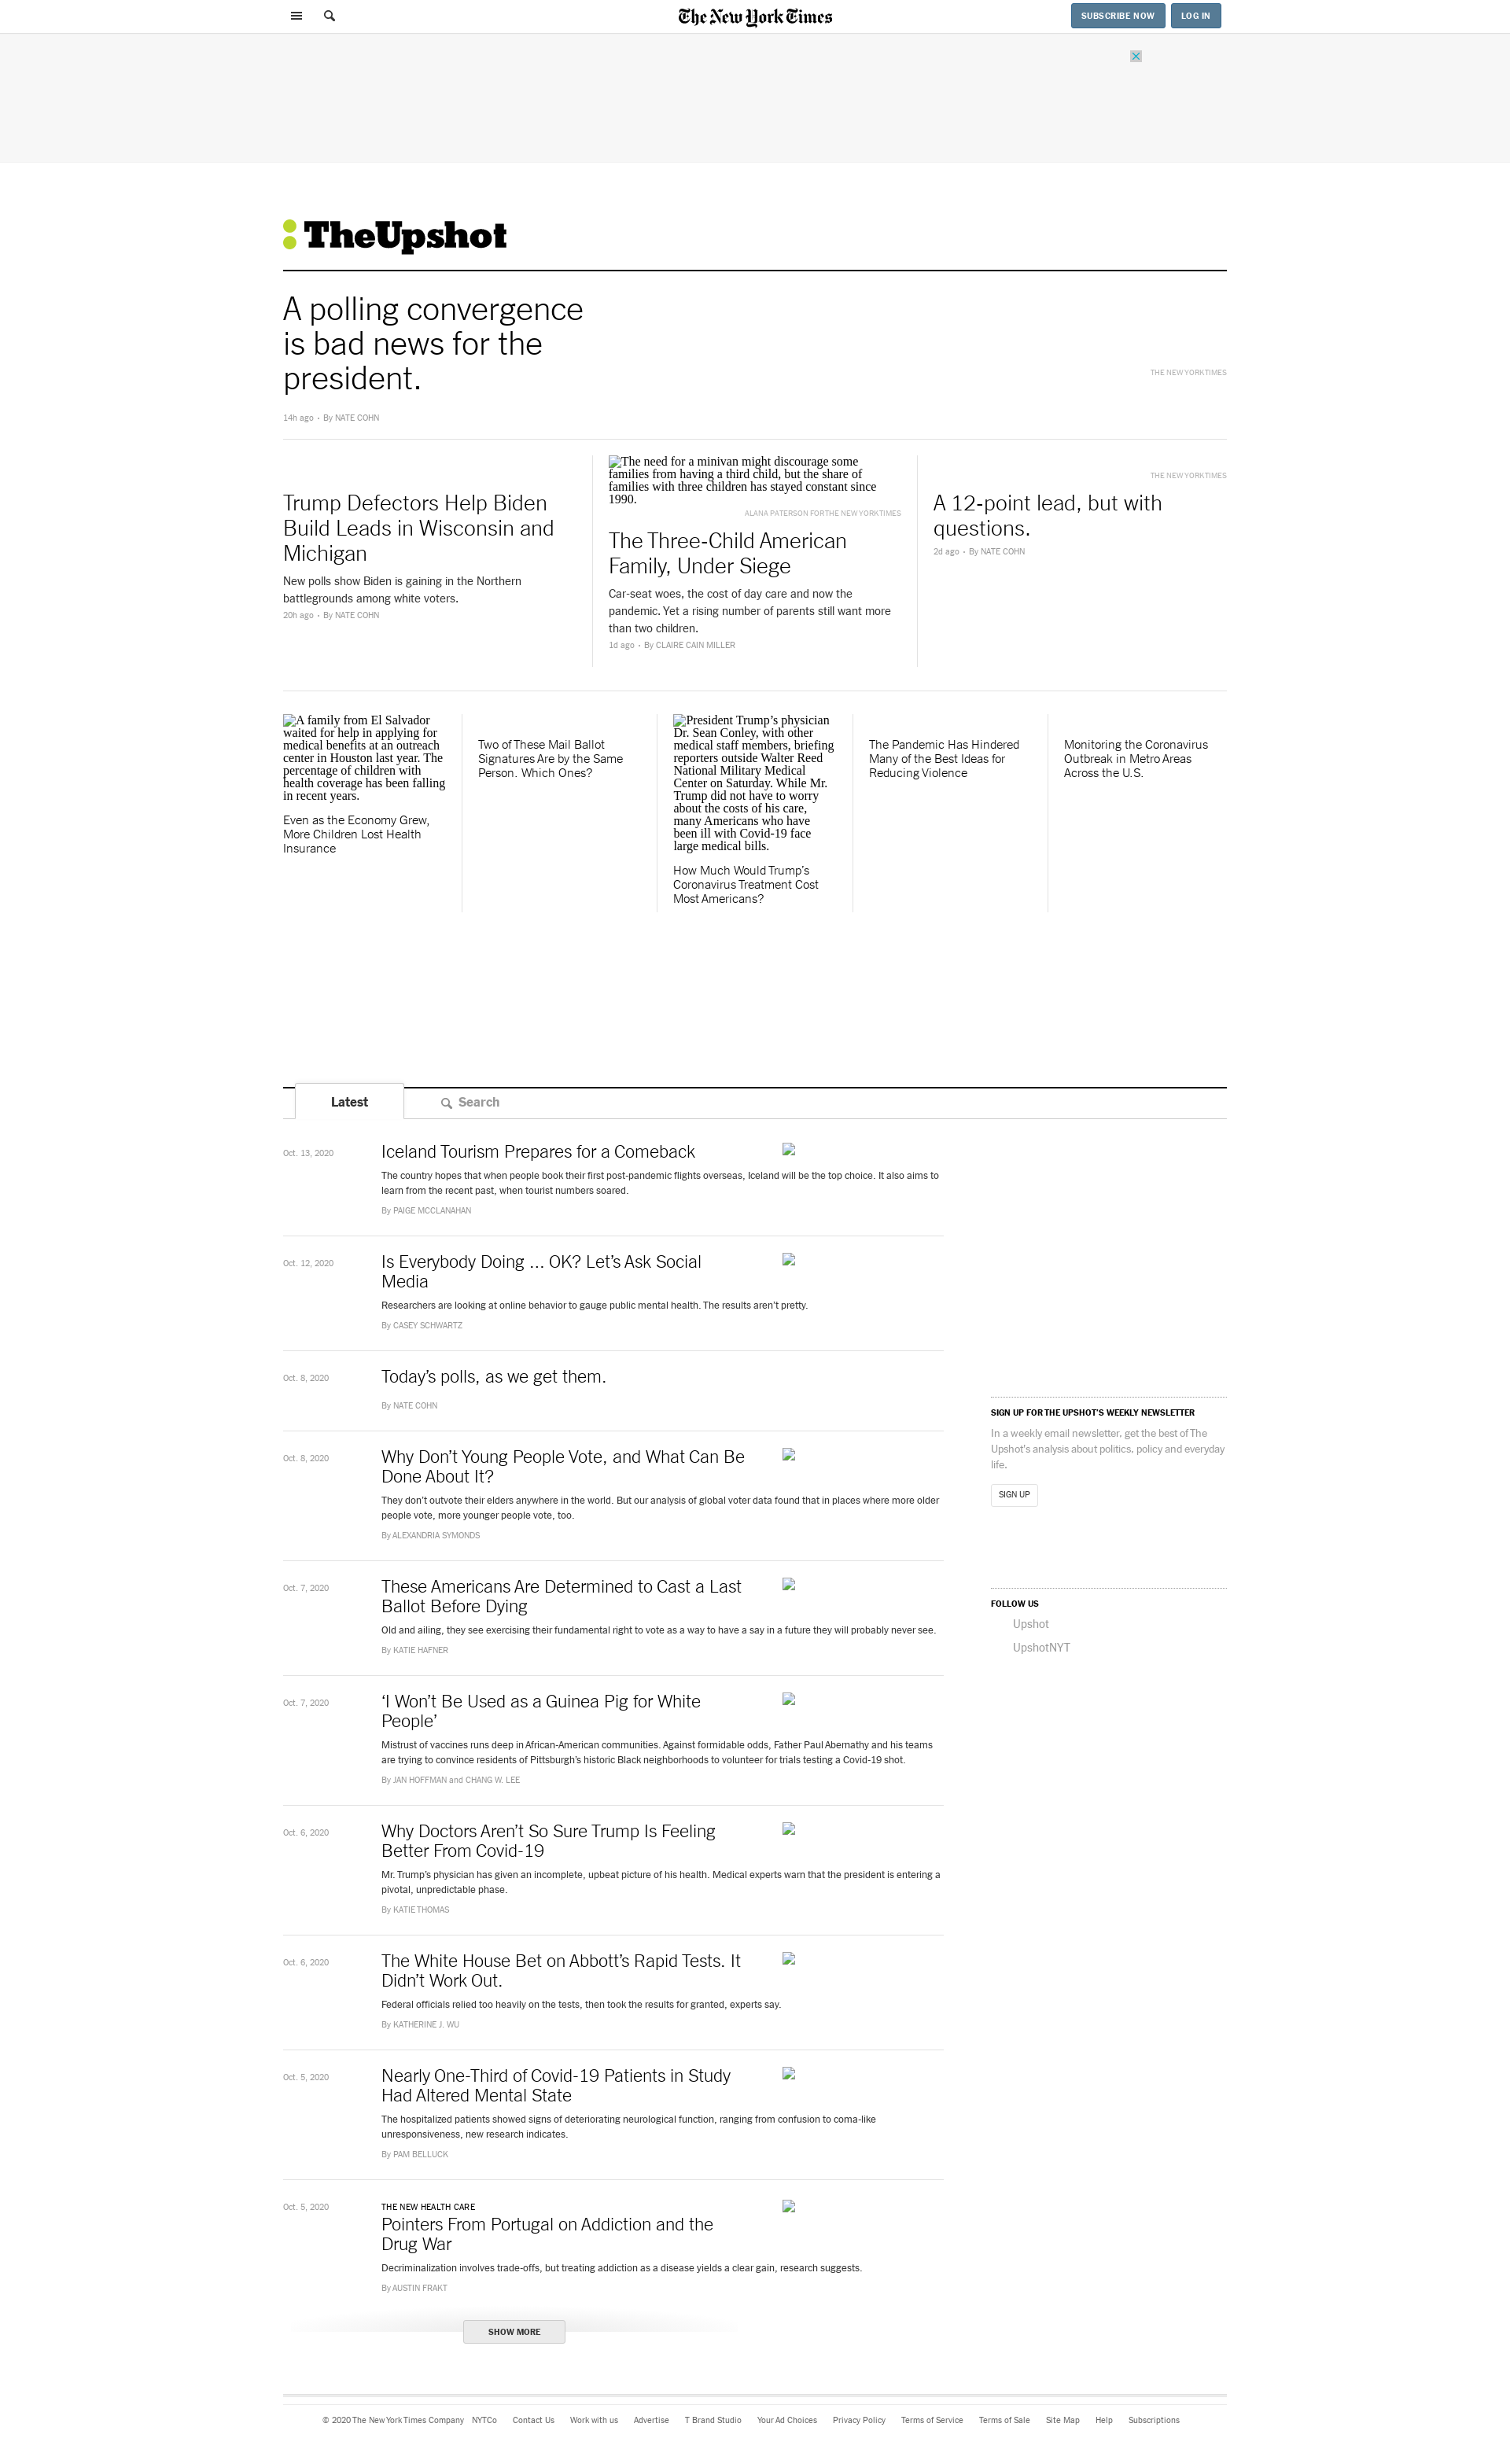 The New York Times
SUBSCRIBE NOW
LOG IN
TheUpshot
A polling convergence
is bad news for the
president.
THE NEW YORK TIMES
14h ago • By NATE COHN
Trump Defectors Help Biden
Build Leads in Wisconsin and
Michigan
New polls show Biden is gaining in the Northern
battlegrounds among white voters.
20h ago • By NATE COHN
The need for a minivan might discourage some
families from having a third child, but the share of
families with three children has stayed constant since
1990.
ALANA PATERSON FOR THE NEW YORK TIMES
The Three-Child American
Family, Under Siege
Car-seat woes, the cost of day care and now the
pandemic. Yet a rising number of parents still want more
than two children.
1d ago • By CLAIRE CAIN MILLER
THE NEW YORK TIMES
A 12-point lead, but with
questions.
2d ago • By NATE COHN
A family from El Salvador
waited for help in applying for
medical benefits at an outreach
center in Houston last year. The
percentage of children with
health coverage has been falling
in recent years.
Even as the Economy Grew,
More Children Lost Health
Insurance
Two of These Mail Ballot
Signatures Are by the Same
Person. Which Ones?
President Trump’s physician
Dr. Sean Conley, with other
medical staff members, briefing
reporters outside Walter Reed
National Military Medical
Center on Saturday. While Mr.
Trump did not have to worry
about the costs of his care,
many Americans who have
been ill with Covid-19 face
large medical bills.
How Much Would Trump’s
Coronavirus Treatment Cost
Most Americans?
The Pandemic Has Hindered
Many of the Best Ideas for
Reducing Violence
Monitoring the Coronavirus
Outbreak in Metro Areas
Across the U.S.
Latest
Search
Oct. 13, 2020
Iceland Tourism Prepares for a Comeback
The country hopes that when people book their first post-pandemic flights overseas, Iceland will be the top choice. It also aims to
learn from the recent past, when tourist numbers soared.
By PAIGE MCCLANAHAN
Oct. 12, 2020
Is Everybody Doing ... OK? Let’s Ask Social
Media
Researchers are looking at online behavior to gauge public mental health. The results aren’t pretty.
By CASEY SCHWARTZ
Oct. 8, 2020
Today’s polls, as we get them.
By NATE COHN
Oct. 8, 2020
Why Don’t Young People Vote, and What Can Be
Done About It?
They don’t outvote their elders anywhere in the world. But our analysis of global voter data found that in places where more older
people vote, more younger people vote, too.
By ALEXANDRIA SYMONDS
Oct. 7, 2020
These Americans Are Determined to Cast a Last
Ballot Before Dying
Old and ailing, they see exercising their fundamental right to vote as a way to have a say in a future they will probably never see.
By KATIE HAFNER
Oct. 7, 2020
‘I Won’t Be Used as a Guinea Pig for White
People’
Mistrust of vaccines runs deep in African-American communities. Against formidable odds, Father Paul Abernathy and his teams
are trying to convince residents of Pittsburgh’s historic Black neighborhoods to volunteer for trials testing a Covid-19 shot.
By JAN HOFFMAN and CHANG W. LEE
Oct. 6, 2020
Why Doctors Aren’t So Sure Trump Is Feeling
Better From Covid-19
Mr. Trump’s physician has given an incomplete, upbeat picture of his health. Medical experts warn that the president is entering a
pivotal, unpredictable phase.
By KATIE THOMAS
Oct. 6, 2020
The White House Bet on Abbott’s Rapid Tests. It
Didn’t Work Out.
Federal officials relied too heavily on the tests, then took the results for granted, experts say.
By KATHERINE J. WU
Oct. 5, 2020
Nearly One-Third of Covid-19 Patients in Study
Had Altered Mental State
The hospitalized patients showed signs of deteriorating neurological function, ranging from confusion to coma-like
unresponsiveness, new research indicates.
By PAM BELLUCK
Oct. 5, 2020
THE NEW HEALTH CARE
Pointers From Portugal on Addiction and the
Drug War
Decriminalization involves trade-offs, but treating addiction as a disease yields a clear gain, research suggests.
By AUSTIN FRAKT
SHOW MORE
SIGN UP FOR THE UPSHOT’S WEEKLY NEWSLETTER
In a weekly email newsletter, get the best of The
Upshot’s analysis about politics, policy and everyday
life.
SIGN UP
FOLLOW US
Upshot
UpshotNYT
© 2020 The New York Times Company NYTCo Contact Us Work with us Advertise T Brand Studio Your Ad Choices Privacy Policy Terms of Service Terms of Sale Site Map Help Subscriptions